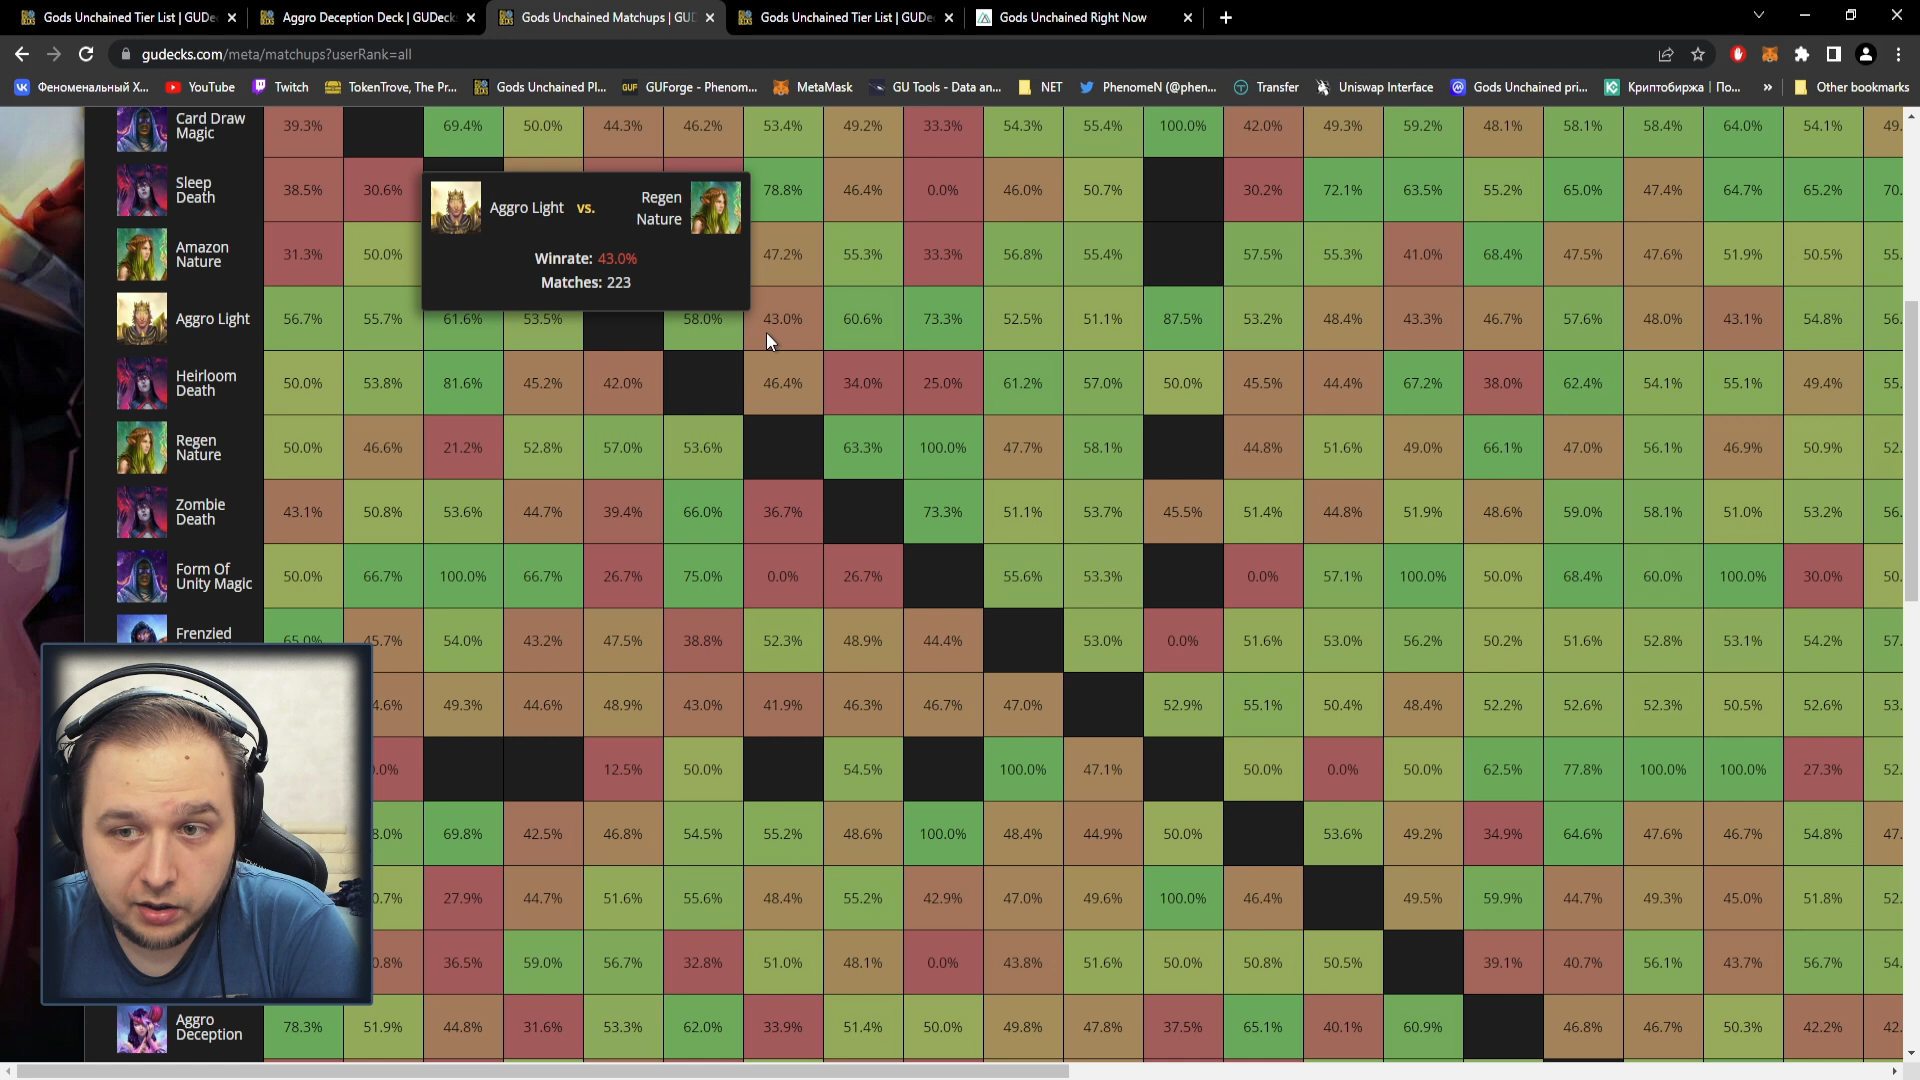 Gods Unchained Tier List | GUDe
Aggro Deception Deck | GUDecks
Gods Unchained Matchups | GUD
Gods Unchained Tier List | GUDe
Gods Unchained Right Now
gudecks.com/meta/matchups?userRank=all
Феноменальный X...
YouTube
Twitch
TokenTrove, The Pr...
Gods Unchained Pl...
GUF GUForge - Phenom...
MetaMask
GU Tools - Data an...
NET
PhenomeN (@phen...
Transfer
Uniswap Interface
Gods Unchained pri...
Криптобиржа | По...
»
Other bookmarks
Card Draw Magic 39.3% 69.4% 50.0% 44.3% 46.2% 53.4% 49.2% 33.3% 54.3% 55.4% 100.0% 42.0% 49.3% 59.2% 48.1% 58.1% 58.4% 64.0% 54.1% 49.
Sleep Death 38.5% 30.6% 78.8% 46.4% 0.0% 46.0% 50.7% 30.2% 72.1% 63.5% 55.2% 65.0% 47.4% 64.7% 65.2% 70.
Aggro Light vs. Regen Nature
Winrate: 43.0%
Matches: 223
Amazon Nature 31.3% 50.0% 47.2% 55.3% 33.3% 56.8% 55.4% 57.5% 55.3% 41.0% 68.4% 47.5% 47.6% 51.9% 50.5% 55.
Aggro Light 56.7% 55.7% 61.6% 53.5% 58.0% 43.0% 60.6% 73.3% 52.5% 51.1% 87.5% 53.2% 48.4% 43.3% 46.7% 57.6% 48.0% 43.1% 54.8% 56.
Heirloom Death 50.0% 53.8% 81.6% 45.2% 42.0% 46.4% 34.0% 25.0% 61.2% 57.0% 50.0% 45.5% 44.4% 67.2% 38.0% 62.4% 54.1% 55.1% 49.4% 55.
Regen Nature 50.0% 46.6% 21.2% 52.8% 57.0% 53.6% 63.3% 100.0% 47.7% 58.1% 44.8% 51.6% 49.0% 66.1% 47.0% 56.1% 46.9% 50.9% 52.
Zombie Death 43.1% 50.8% 53.6% 44.7% 39.4% 66.0% 36.7% 73.3% 51.1% 53.7% 45.5% 51.4% 44.8% 51.9% 48.6% 59.0% 58.1% 51.0% 53.2% 56.
Form Of Unity Magic 50.0% 66.7% 100.0% 66.7% 26.7% 75.0% 0.0% 26.7% 55.6% 53.3% 0.0% 57.1% 100.0% 50.0% 68.4% 60.0% 100.0% 30.0% 50.
Frenzied 65.0% 45.7% 54.0% 43.2% 47.5% 38.8% 52.3% 48.9% 44.4% 53.0% 0.0% 51.6% 53.0% 56.2% 50.2% 51.6% 52.8% 53.1% 54.2% 57.
4.6% 49.3% 44.6% 48.9% 43.0% 41.9% 46.3% 46.7% 47.0% 52.9% 55.1% 50.4% 48.4% 52.2% 52.6% 52.3% 50.5% 52.6% 53.
.0% 12.5% 50.0% 54.5% 100.0% 47.1% 50.0% 0.0% 50.0% 62.5% 77.8% 100.0% 100.0% 27.3% 52.
8.0% 69.8% 42.5% 46.8% 54.5% 55.2% 48.6% 100.0% 48.4% 44.9% 50.0% 53.6% 49.2% 34.9% 64.6% 47.6% 46.7% 54.8% 47.
0.7% 27.9% 44.7% 51.6% 55.6% 48.4% 55.2% 42.9% 47.0% 49.6% 100.0% 46.4% 49.5% 59.9% 44.7% 49.3% 45.0% 51.8% 52.
0.8% 36.5% 59.0% 56.7% 32.8% 51.0% 48.1% 0.0% 43.8% 51.6% 50.0% 50.8% 50.5% 39.1% 40.7% 56.1% 43.7% 56.7% 54.
Aggro Deception 78.3% 51.9% 44.8% 31.6% 53.3% 62.0% 33.9% 51.4% 50.0% 49.8% 47.8% 37.5% 65.1% 40.1% 60.9% 46.8% 46.7% 50.3% 42.2% 42.